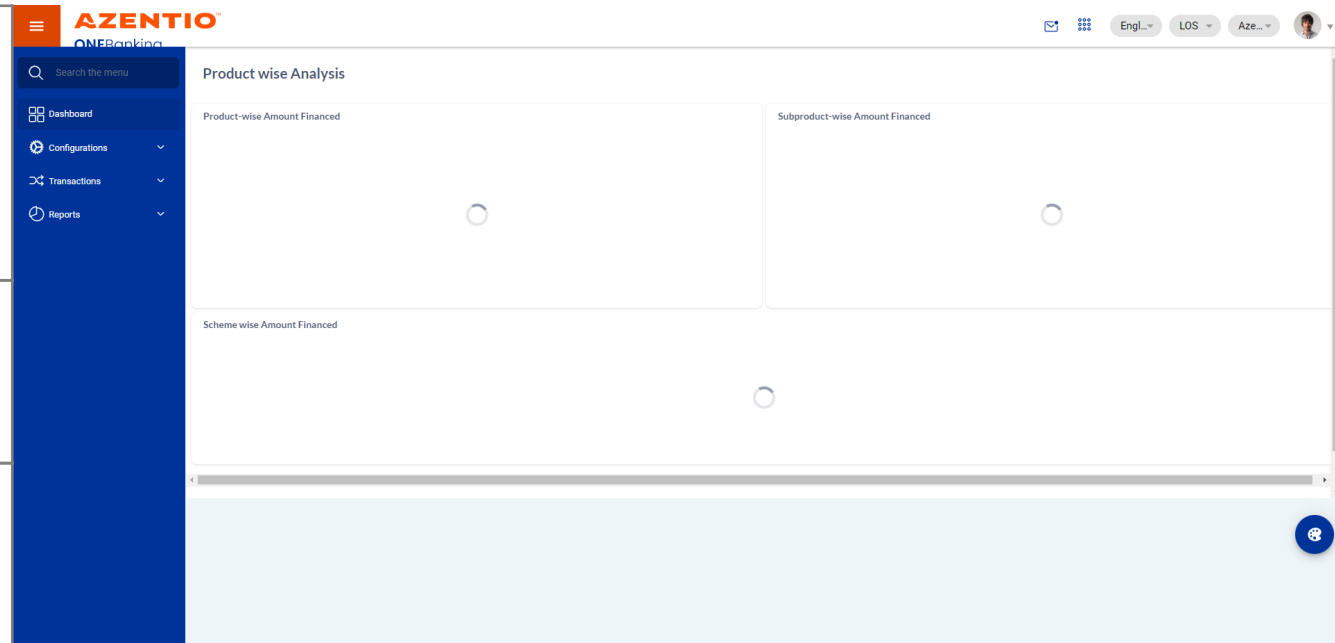 AZENTIO™
ONEBanking
Engl...
LOS
Aze...
Search the menu
Dashboard
Configurations
Transactions
Reports
Product wise Analysis
Product-wise Amount Financed
Subproduct-wise Amount Financed
Scheme wise Amount Financed